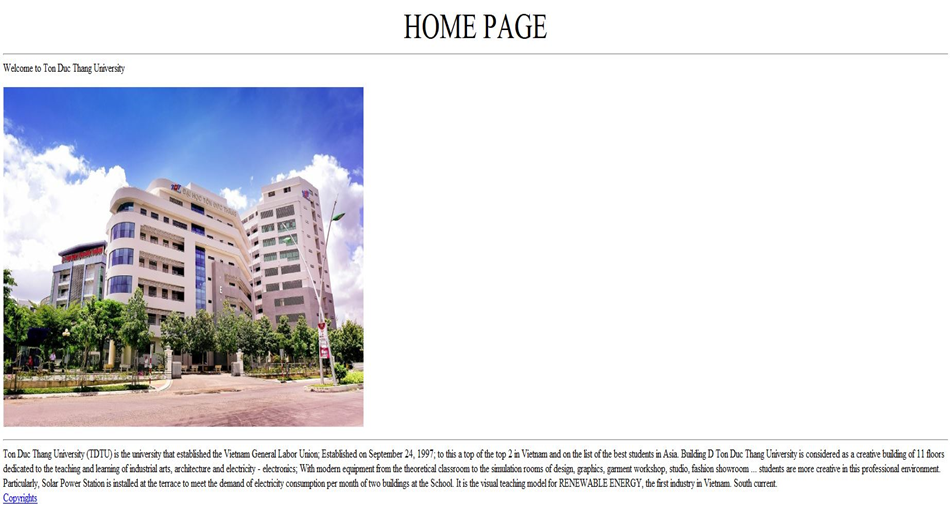 HOME PAGE
Welcome to Ton Duc Thang University
ĐẠI HỌC TÔN ĐỨC THẮNG
Ton Duc Thang University (TDTU) is the university that established the Vietnam General Labor Union; Established on September 24, 1997; to this a top of the top 2 in Vietnam and on the list of the best students in Asia. Building D Ton Duc Thang University is considered as a creative building of 11 floors
dedicated to the teaching and learning of industrial arts, architecture and electricity - electronics; With modern equipment from the theoretical classroom to the simulation rooms of design, graphics, garment workshop, studio, fashion showroom ... students are more creative in this professional environment.
Particularly, Solar Power Station is installed at the terrace to meet the demand of electricity consumption per month of two buildings at the School. It is the visual teaching model for RENEWABLE ENERGY, the first industry in Vietnam. South current.
Copyrights